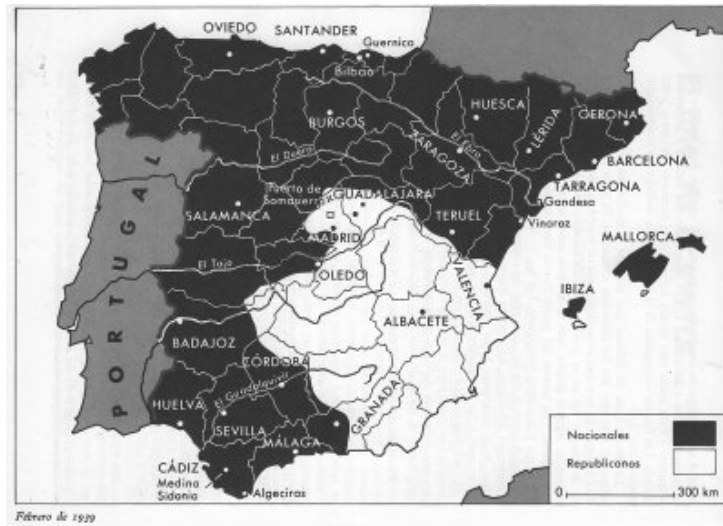 OVIEDO
SANTANDER
Guernica
Bilbao
BURGOS
HUESCA
LÉRIDA
GERONA
ZARAGOZA
El Ebro
BARCELONA
TARRAGONA
Gandesa
Vinaroz
El Duero
Puerto de
Somosierra
GUADALAJARA
SALAMANCA
MADRID
TERUEL
MALLORCA
IBIZA
PORTUGAL
El Tajo
TOLEDO
VALENCIA
ALBACETE
BADAJOZ
CÓRDOBA
El Guadalquivir
HUELVA
SEVILLA
GRANADA
MÁLAGA
CÁDIZ
Medina
Sidonia
Algeciras
Nacionales
Republicanos
0 300 km
Febrero de 1939